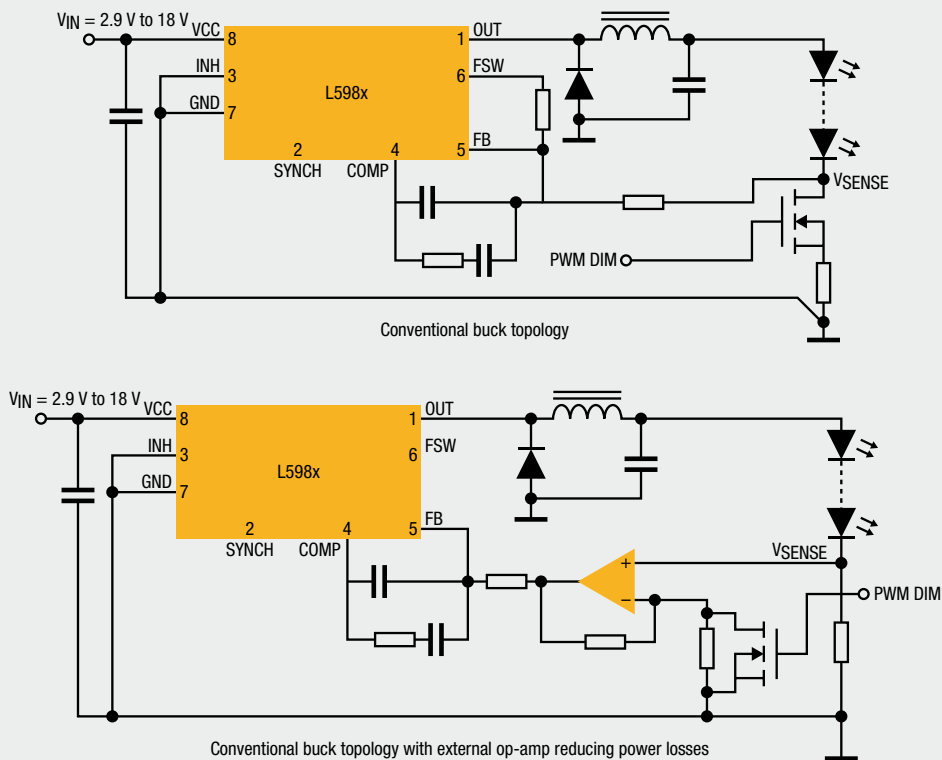 VIN = 2.9 V to 18 V
VCC
8
1
OUT
INH
3
6
FSW
L598x
GND
7
5
FB
2
4
SYNCH
COMP
VSENSE
PWM DIM
Conventional buck topology
VIN = 2.9 V to 18 V
VCC
8
1
OUT
INH
3
6
FSW
L598x
GND
7
5
FB
2
4
SYNCH
COMP
VSENSE
+
−
PWM DIM
Conventional buck topology with external op-amp reducing power losses